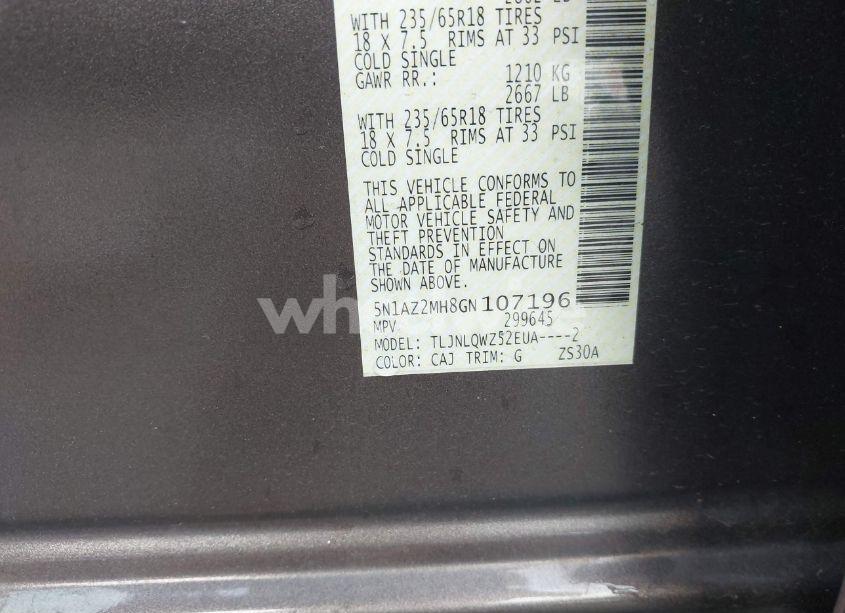 2662 LB
WITH 235/65R18 TIRES
18 X 7.5 RIMS AT 33 PSI
COLD SINGLE
GAWR RR.: 1210 KG
2667 LB
WITH 235/65R18 TIRES
18 X 7.5 RIMS AT 33 PSI
COLD SINGLE
THIS VEHICLE CONFORMS TO
ALL APPLICABLE FEDERAL
MOTOR VEHICLE SAFETY AND
THEFT PREVENTION
STANDARDS IN EFFECT ON
THE DATE OF MANUFACTURE
SHOWN ABOVE.
5N1AZ2MH8GN107196
MPV 299645
MODEL: TLJNLQWZ52EUA----2
COLOR: CAJ TRIM: G ZS30A